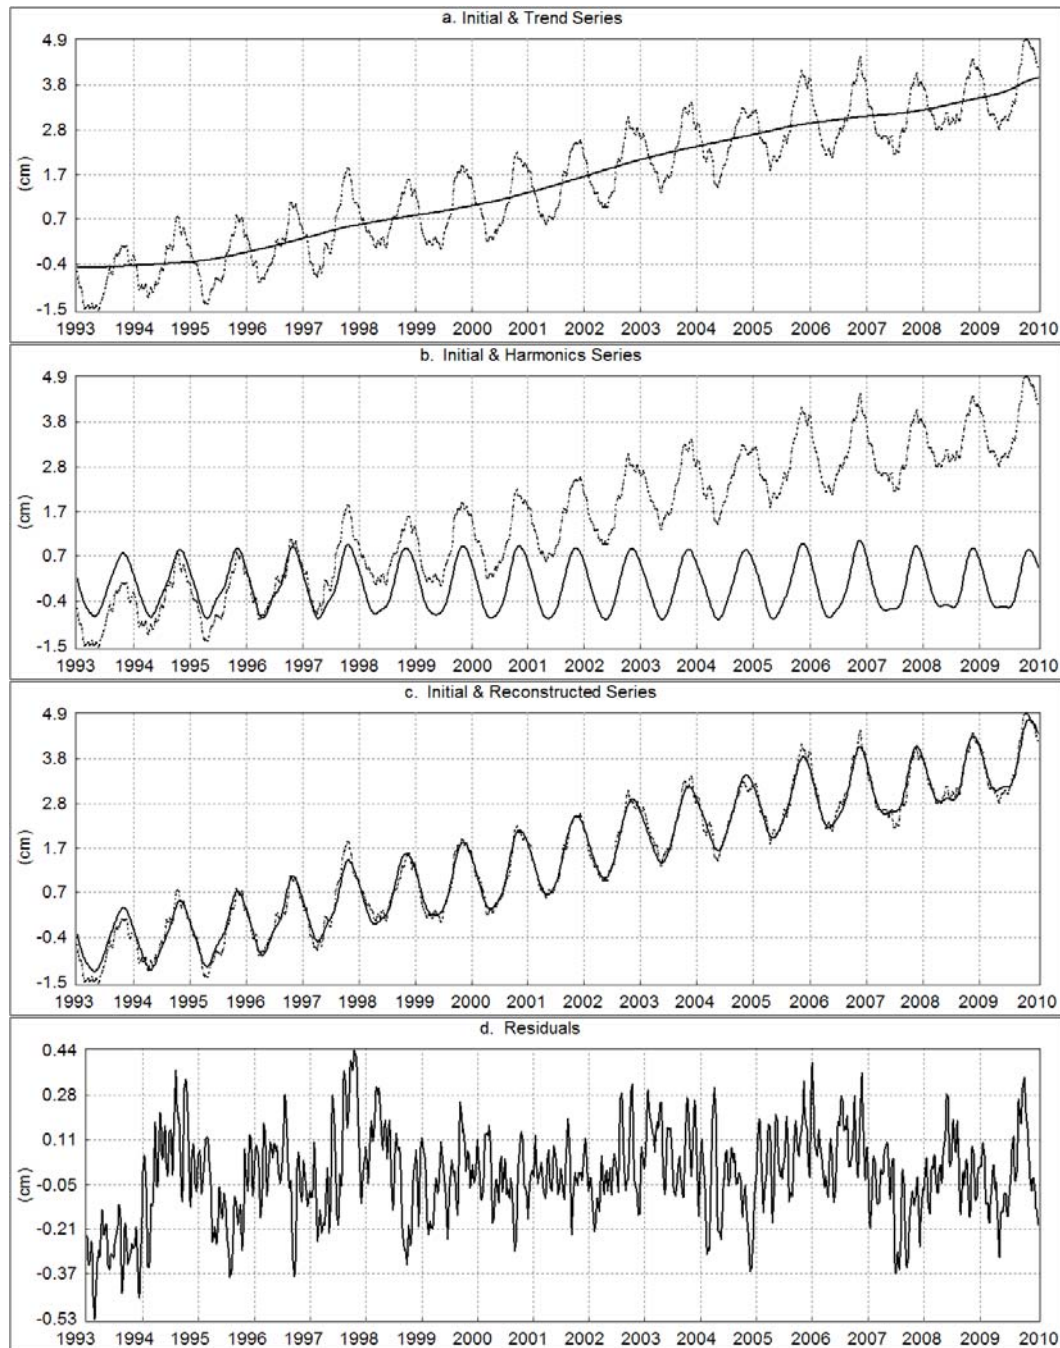 a. Initial & Trend Series
4.9
3.8
2.8
1.7
0.7
-0.4
-1.5
(cm)
1993 1994 1995 1996 1997 1998 1999 2000 2001 2002 2003 2004 2005 2006 2007 2008 2009 2010
b. Initial & Harmonics Series
4.9
3.8
2.8
1.7
0.7
-0.4
-1.5
(cm)
1993 1994 1995 1996 1997 1998 1999 2000 2001 2002 2003 2004 2005 2006 2007 2008 2009 2010
c. Initial & Reconstructed Series
4.9
3.8
2.8
1.7
0.7
-0.4
-1.5
(cm)
1993 1994 1995 1996 1997 1998 1999 2000 2001 2002 2003 2004 2005 2006 2007 2008 2009 2010
d. Residuals
0.44
0.28
0.11
-0.05
-0.21
-0.37
-0.53
(cm)
1993 1994 1995 1996 1997 1998 1999 2000 2001 2002 2003 2004 2005 2006 2007 2008 2009 2010